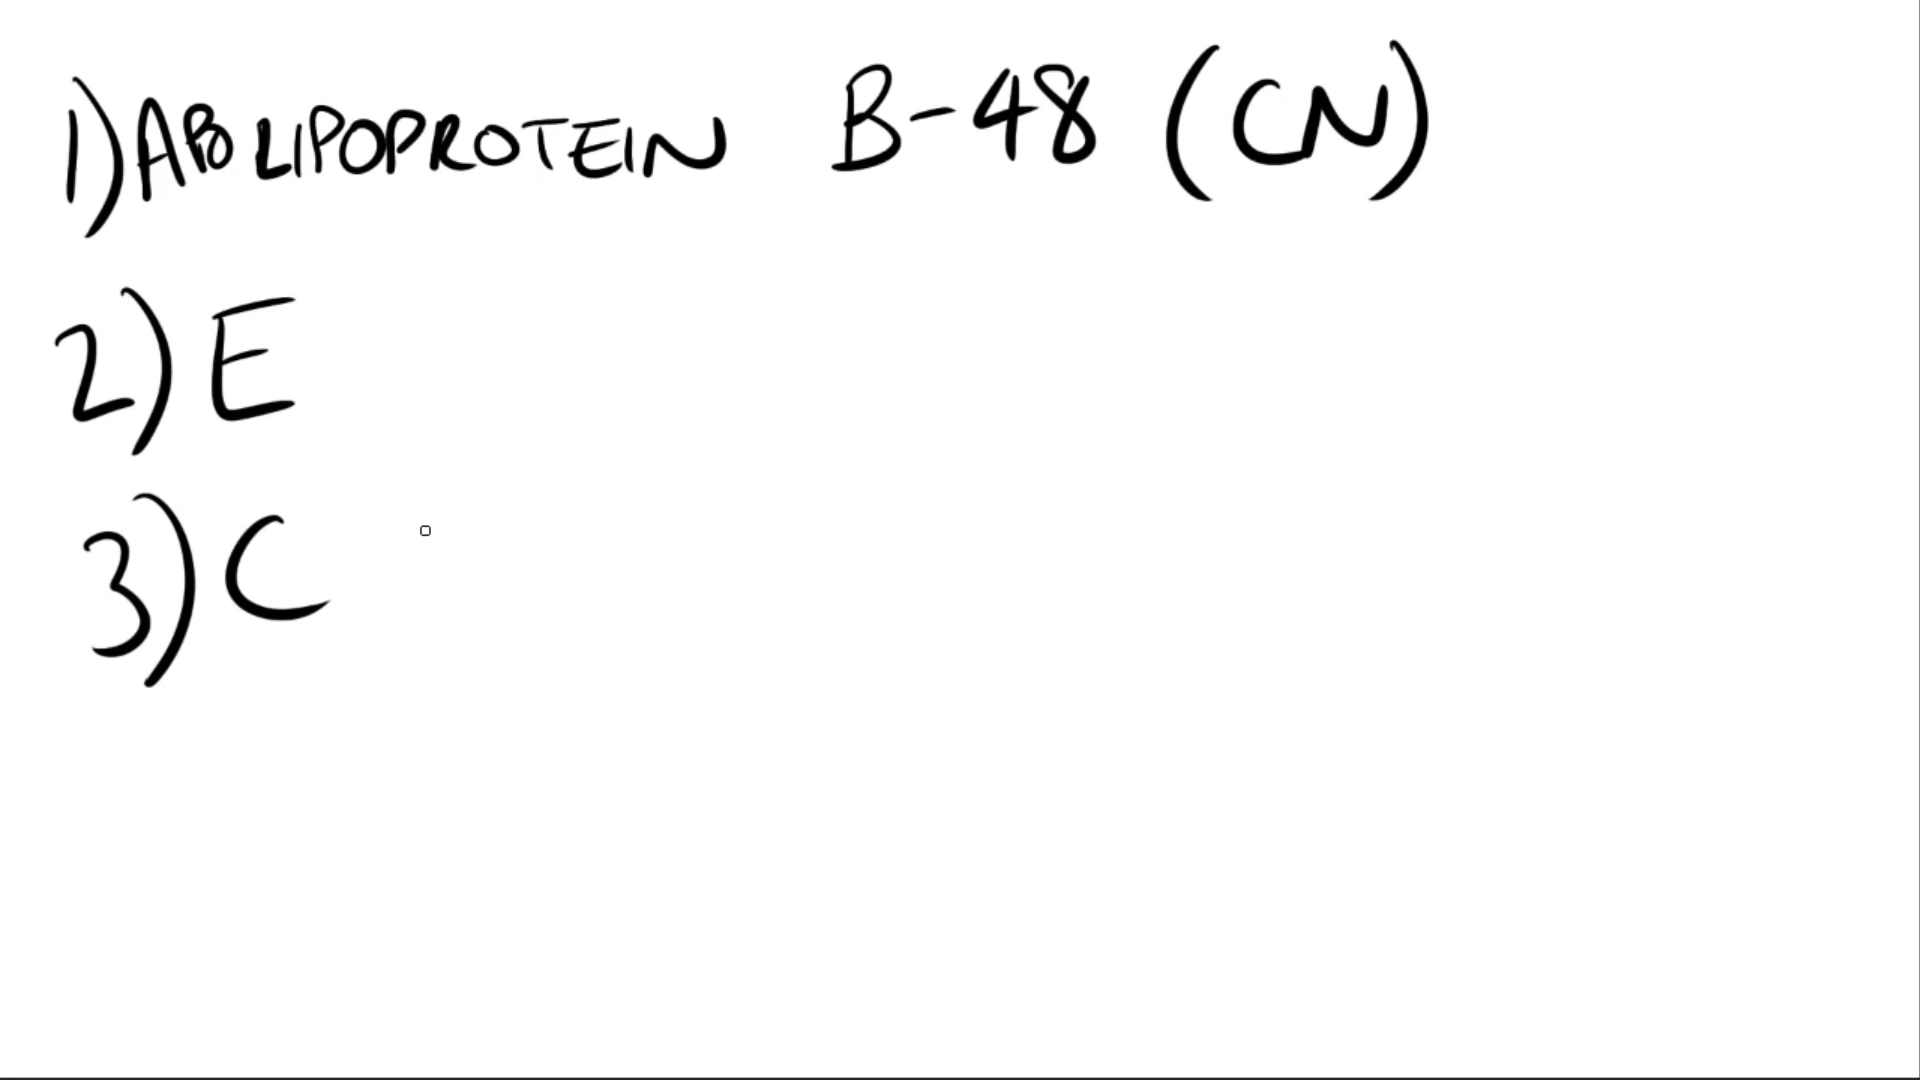 1) APOLIPOPROTEIN B-48 (CN)
2) E
3) C